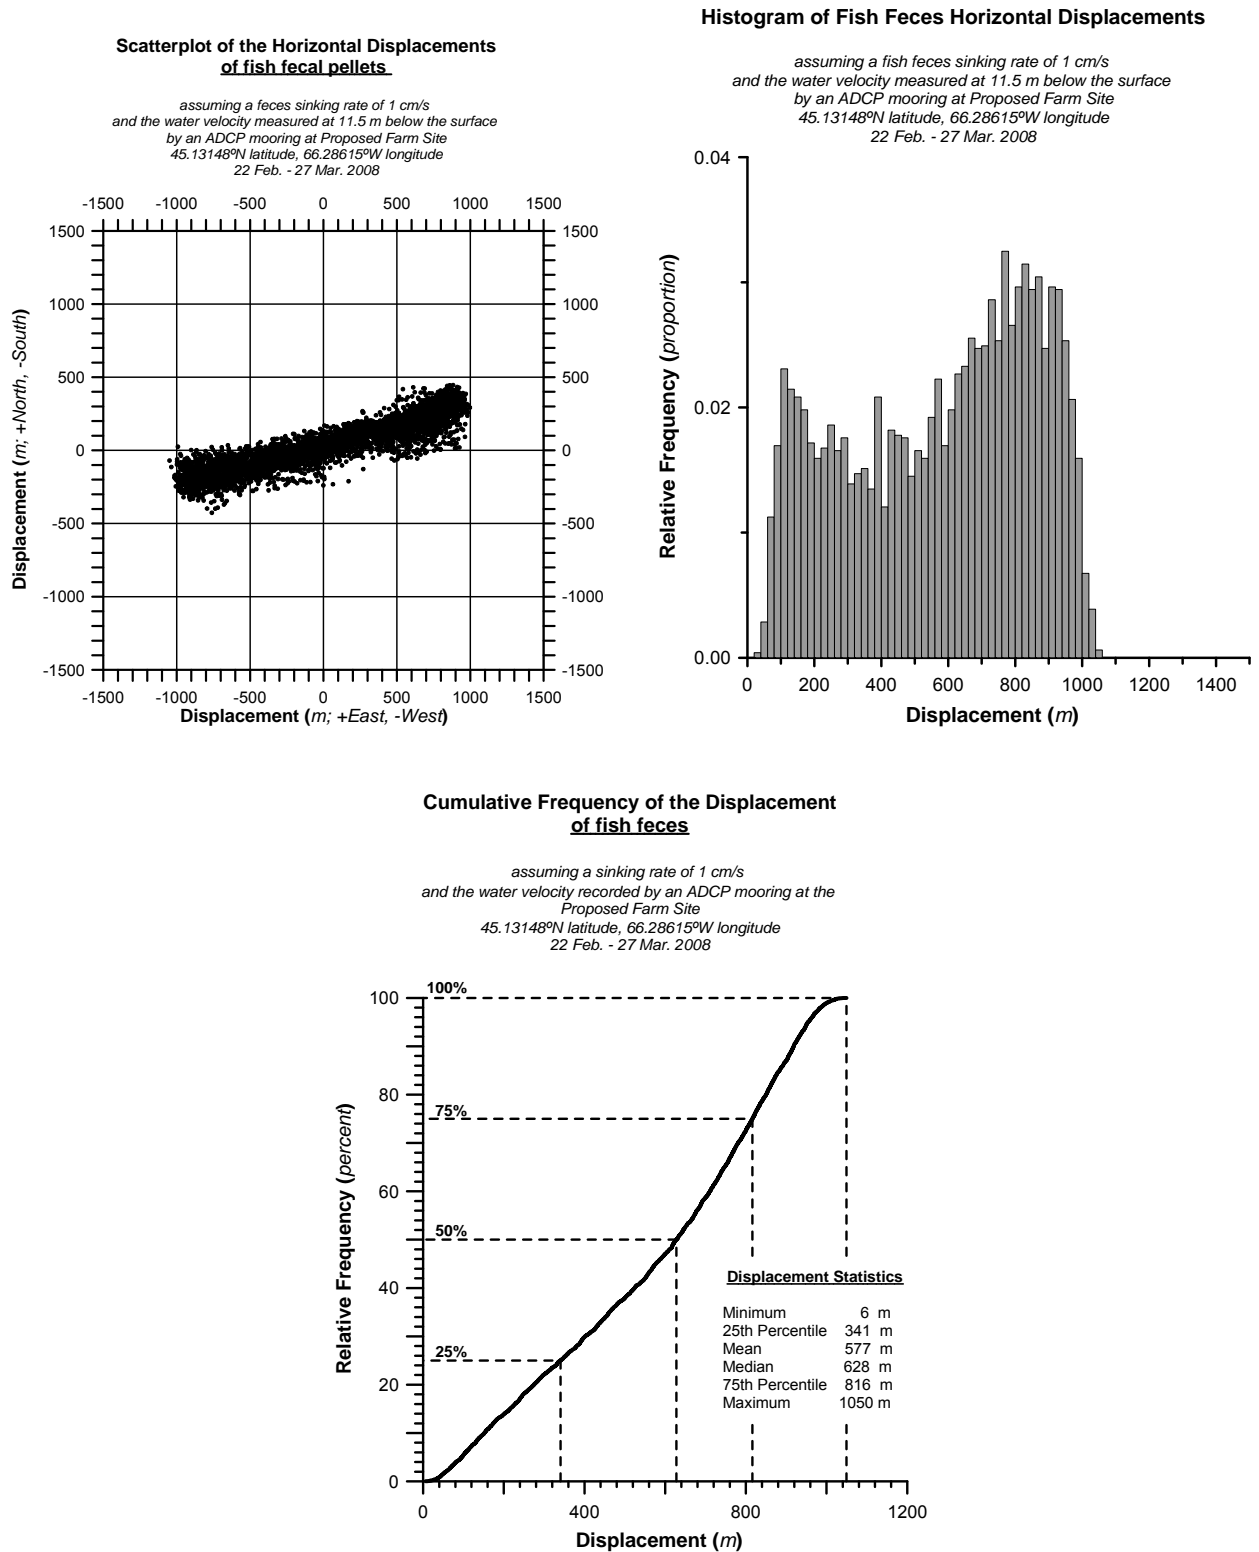 Scatterplot of the Horizontal Displacements
of fish fecal pellets
assuming a feces sinking rate of 1 cm/s
and the water velocity measured at 11.5 m below the surface
by an ADCP mooring at Proposed Farm Site
45.13148ºN latitude, 66.28615ºW longitude
22 Feb. - 27 Mar. 2008
-1500 -1000 -500 0 500 1000 1500
1500 1500
1000 1000
500 500
0 0
-500 -500
-1000 -1000
-1500 -1500
-1500 -1000 -500 0 500 1000 1500
Displacement (m; +North, -South)
Displacement (m; +East, -West)
Histogram of Fish Feces Horizontal Displacements
assuming a fish feces sinking rate of 1 cm/s
and the water velocity measured at 11.5 m below the surface
by an ADCP mooring at Proposed Farm Site
45.13148ºN latitude, 66.28615ºW longitude
22 Feb. - 27 Mar. 2008
0.04
0.02
0.00
Relative Frequency (proportion)
0 200 400 600 800 1000 1200 1400
Displacement (m)
Cumulative Frequency of the Displacement
of fish feces
assuming a sinking rate of 1 cm/s
and the water velocity recorded by an ADCP mooring at the
Proposed Farm Site
45.13148ºN latitude, 66.28615ºW longitude
22 Feb. - 27 Mar. 2008
100%
75%
50%
25%
100
80
60
40
20
0
Relative Frequency (percent)
Displacement Statistics
Minimum 6 m
25th Percentile 341 m
Mean 577 m
Median 628 m
75th Percentile 816 m
Maximum 1050 m
0 400 800 1200
Displacement (m)